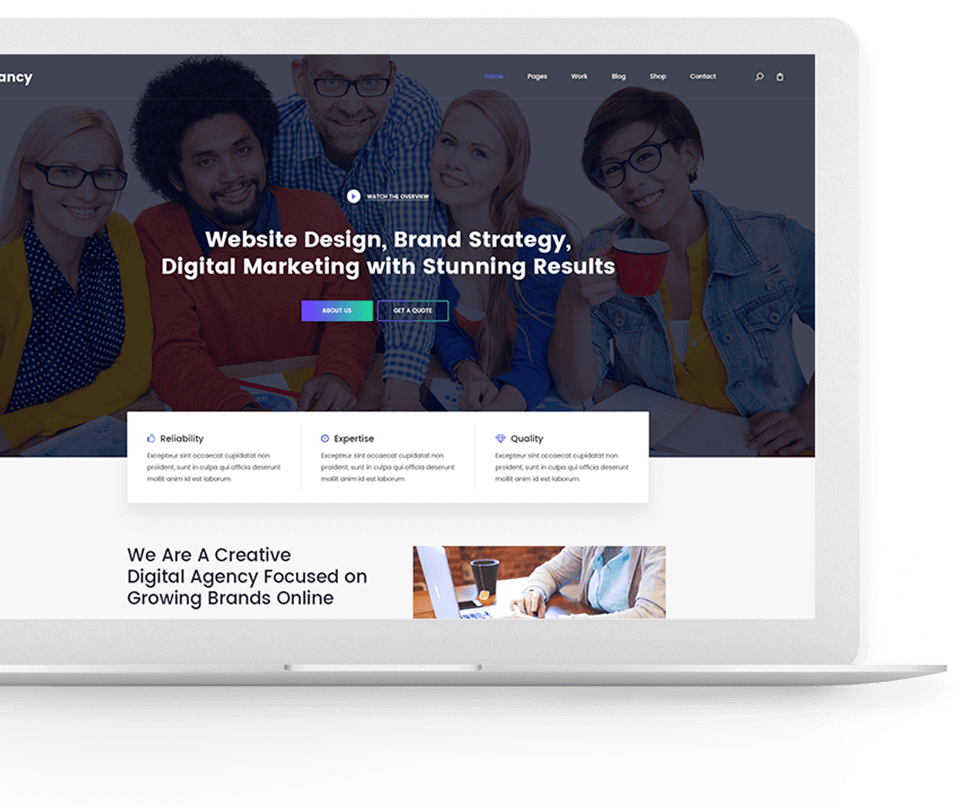 ancy
Home Pages Work Blog Shop Contact
WATCH THE OVERVIEW
Website Design, Brand Strategy,
Digital Marketing with Stunning Results
ABOUT US GET A QUOTE
Reliability
Excepteur sint occaecat cupidatat non
proident, sunt in culpa qui officia deserunt
mollit anim id est laborum.
Expertise
Excepteur sint occaecat cupidatat non
proident, sunt in culpa qui officia deserunt
mollit anim id est laborum.
Quality
Excepteur sint occaecat cupidatat non
proident, sunt in culpa qui officia deserunt
mollit anim id est laborum.
We Are A Creative
Digital Agency Focused on
Growing Brands Online